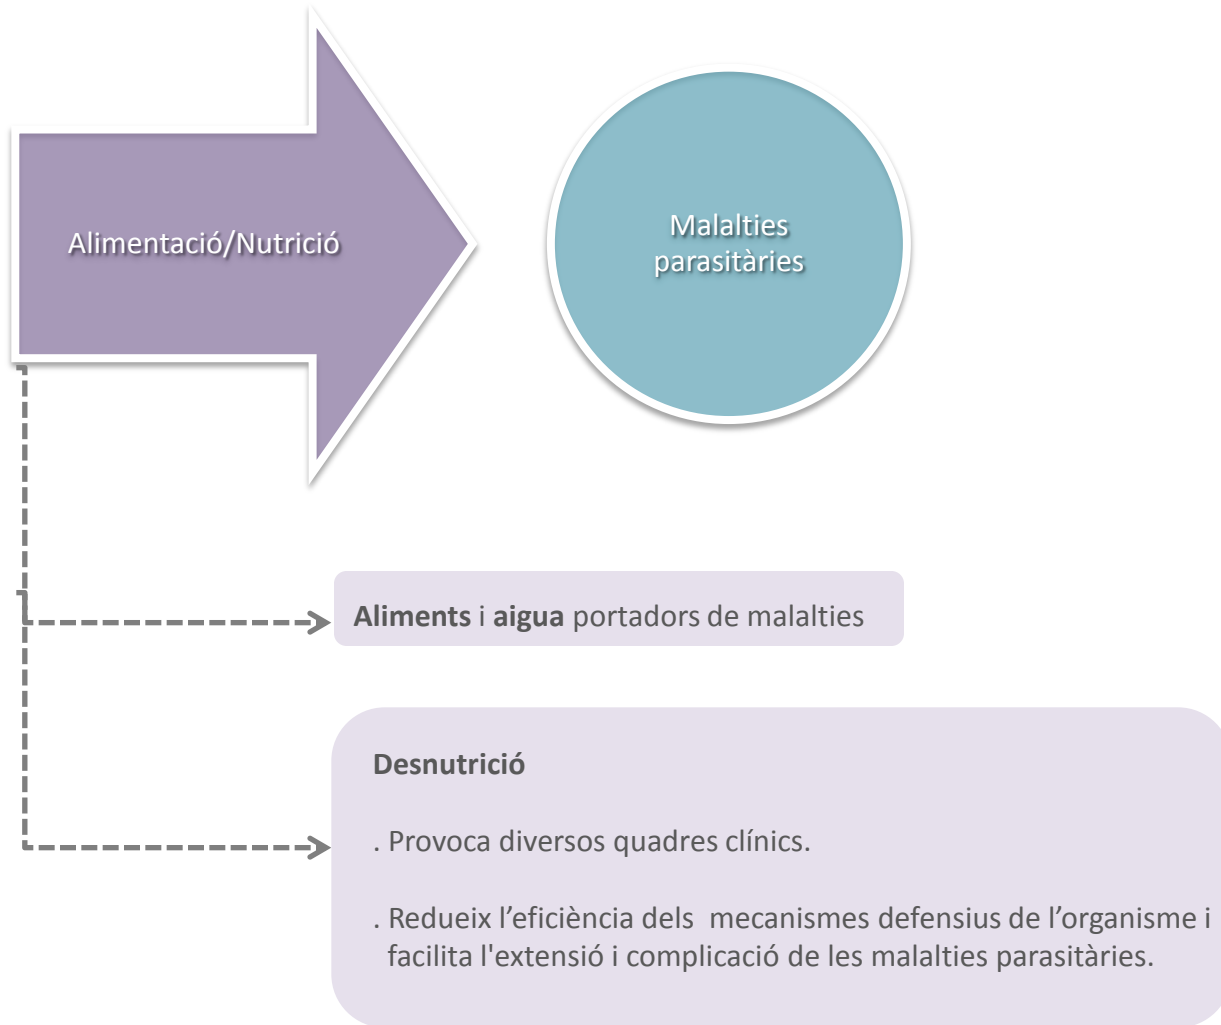 Alimentació/Nutrició
Malalties
parasitàries
Aliments i aigua portadors de malalties
Desnutrició
. Provoca diversos quadres clínics.
. Redueix l’eficiència dels  mecanismes defensius de l’organisme i
facilita l'extensió i complicació de les malalties parasitàries.